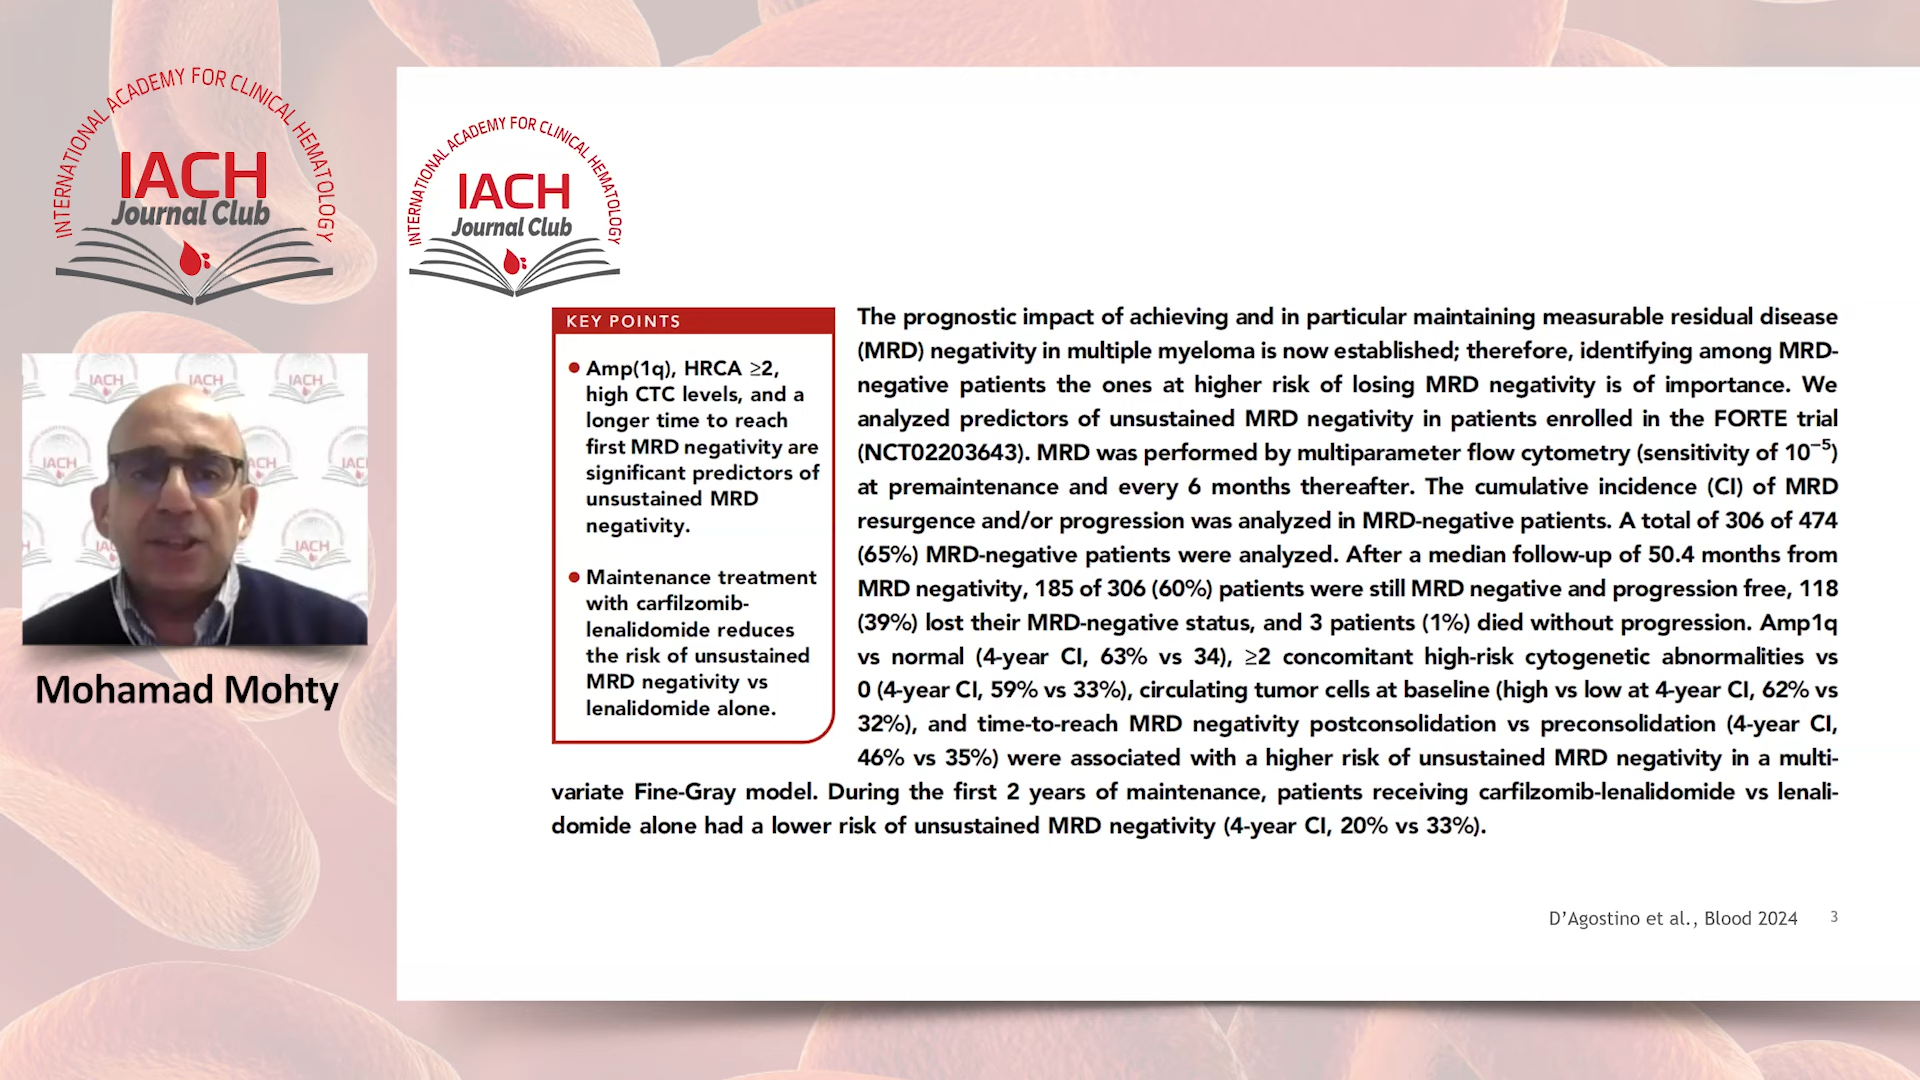 INTERNATIONAL ACADEMY FOR CLINICAL HEMATOLOGY
IACH
Journal Club
INTERNATIONAL ACADEMY FOR CLINICAL HEMATOLOGY
IACH
Journal Club
IACH
IACH
IACH
IACH
IACH
IACH
IACH
Mohamad Mohty
KEY POINTS
● Amp(1q), HRCA ≥2,
high CTC levels, and a
longer time to reach
first MRD negativity are
significant predictors of
unsustained MRD
negativity.
● Maintenance treatment
with carfilzomib-
lenalidomide reduces
the risk of unsustained
MRD negativity vs
lenalidomide alone.
The prognostic impact of achieving and in particular maintaining measurable residual disease
(MRD) negativity in multiple myeloma is now established; therefore, identifying among MRD-
negative patients the ones at higher risk of losing MRD negativity is of importance. We
analyzed predictors of unsustained MRD negativity in patients enrolled in the FORTE trial
(NCT02203643). MRD was performed by multiparameter flow cytometry (sensitivity of 10⁻⁵)
at premaintenance and every 6 months thereafter. The cumulative incidence (CI) of MRD
resurgence and/or progression was analyzed in MRD-negative patients. A total of 306 of 474
(65%) MRD-negative patients were analyzed. After a median follow-up of 50.4 months from
MRD negativity, 185 of 306 (60%) patients were still MRD negative and progression free, 118
(39%) lost their MRD-negative status, and 3 patients (1%) died without progression. Amp1q
vs normal (4-year CI, 63% vs 34), ≥2 concomitant high-risk cytogenetic abnormalities vs
0 (4-year CI, 59% vs 33%), circulating tumor cells at baseline (high vs low at 4-year CI, 62% vs
32%), and time-to-reach MRD negativity postconsolidation vs preconsolidation (4-year CI,
46% vs 35%) were associated with a higher risk of unsustained MRD negativity in a multi-
variate Fine-Gray model. During the first 2 years of maintenance, patients receiving carfilzomib-lenalidomide vs lenali-
domide alone had a lower risk of unsustained MRD negativity (4-year CI, 20% vs 33%).
D’Agostino et al., Blood 2024 3